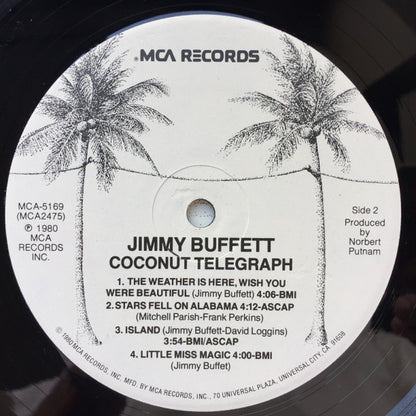 MCA RECORDS
MCA-5169
(MCA2475)
℗ 1980
MCA
RECORDS
INC.
Side 2
Produced
by
Norbert
Putnam
JIMMY BUFFETT
COCONUT TELEGRAPH
1. THE WEATHER IS HERE, WISH YOU
WERE BEAUTIFUL (Jimmy Buffett) 4:06-BMI
2. STARS FELL ON ALABAMA 4:12-ASCAP
(Mitchell Parish-Frank Perkins)
3. ISLAND (Jimmy Buffett-David Loggins)
3:54-BMI/ASCAP
4. LITTLE MISS MAGIC 4:00-BMI
(Jimmy Buffet)
© 1980 MCA RECORDS, INC. MFD. BY MCA RECORDS, INC., 70 UNIVERSAL PLAZA, UNIVERSAL CITY, CA. 91608